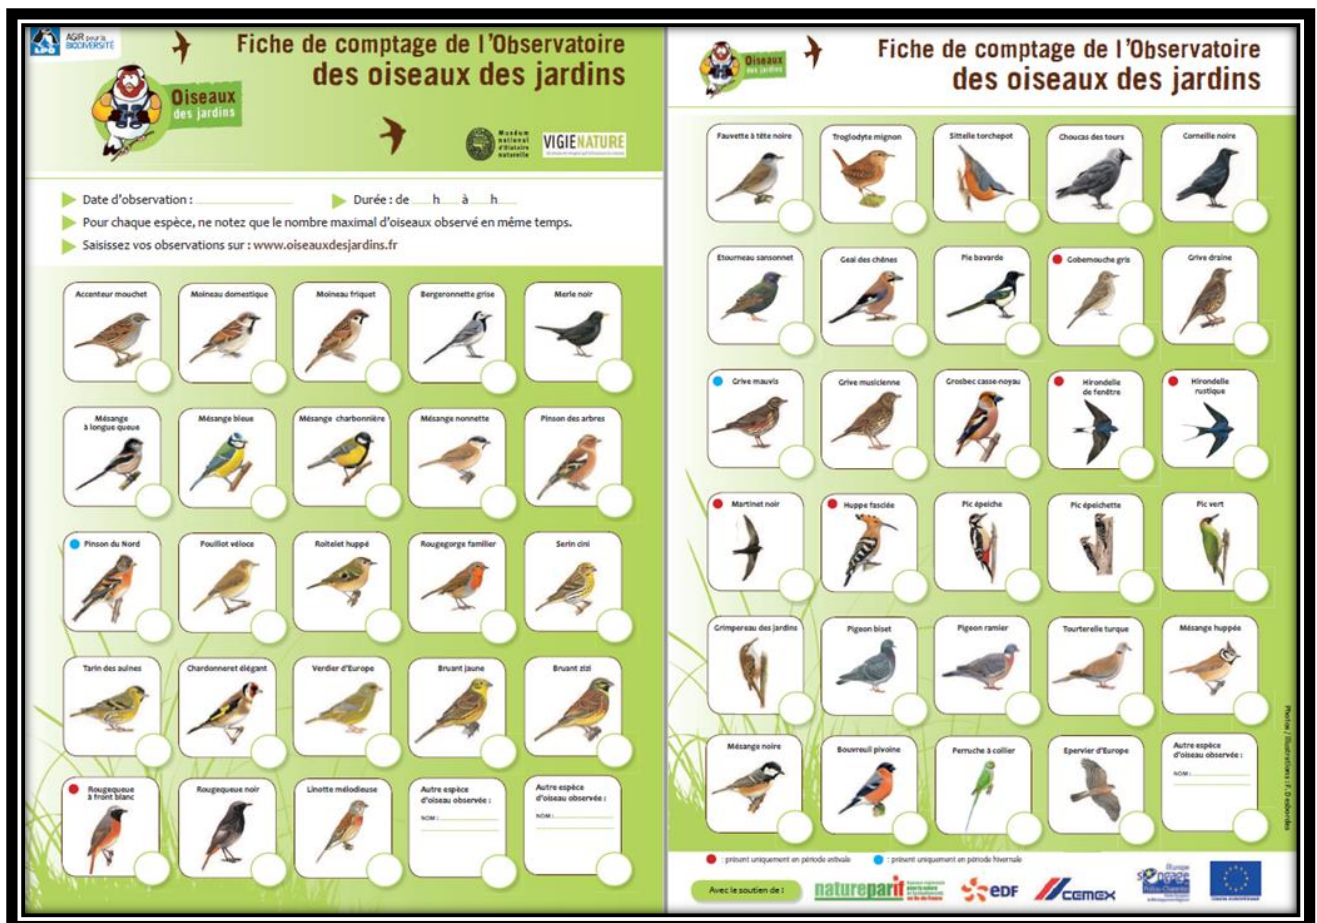 AGIR pour la
BIODIVERSITÉ
LPO
Fiche de comptage de l'Observatoire
des oiseaux des jardins
Oiseaux
des jardins
Muséum
national
d'Histoire
naturelle
VIGIENATURE
Date d'observation :
Durée : de h à h
Pour chaque espèce, ne notez que le nombre maximal d'oiseaux observé en même temps.
Saisissez vos observations sur : www.oiseauxdesjardins.fr
Accenteur mouchet
Moineau domestique
Moineau friquet
Bergeronnette grise
Merle noir
Mésange
à longue queue
Mésange bleue
Mésange charbonnière
Mésange nonnette
Pinson des arbres
Pinson du Nord
Pouillot véloce
Roitelet huppé
Rougegorge familier
Serin cini
Tarin des aulnes
Chardonneret élégant
Verdier d'Europe
Bruant jaune
Bruant zizi
Rougequeue
à front blanc
Rougequeue noir
Linotte mélodieuse
Autre espèce
d'oiseau observée :
NOM :
Autre espèce
d'oiseau observée :
NOM :
Oiseaux
des jardins
Fiche de comptage de l'Observatoire
des oiseaux des jardins
Fauvette à tête noire
Troglodyte mignon
Sittelle torchepot
Choucas des tours
Corneille noire
Etourneau sansonnet
Geai des chênes
Pie bavarde
Gobemouche gris
Grive draine
Grive mauvis
Grive musicienne
Grosbec casse-noyau
Hirondelle
de fenêtre
Hirondelle
rustique
Martinet noir
Huppe fasciée
Pic épeiche
Pic épeichette
Pic vert
Grimpereau des jardins
Pigeon biset
Pigeon ramier
Tourterelle turque
Mésange huppée
Mésange noire
Bouvreuil pivoine
Perruche à collier
Epervier d'Europe
Autre espèce
d'oiseau observée :
NOM :
Photos / Illustrations : F. Desbordes
: présent uniquement en période estivale
: présent uniquement en période hivernale
Avec le soutien de :
natureparif
eDF
CEMEX
l'Europe
s'engage